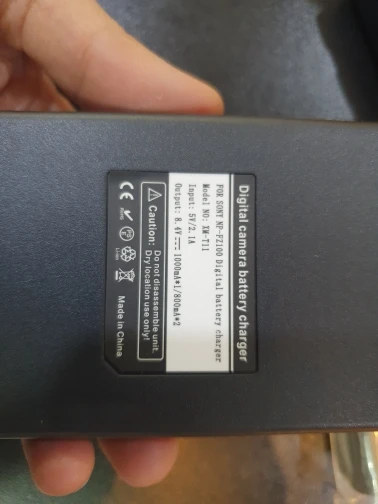 Digital camera battery charger
FOR SONY NP-FZ100 Digital battery charger
Model NO: XM-T11
Input: 5V/2.1A
Output: 8.4V⎓1000mA*1/800mA*2
Caution: Do not disassemble unit.
Dry location use only!
CE RoHS Made in China